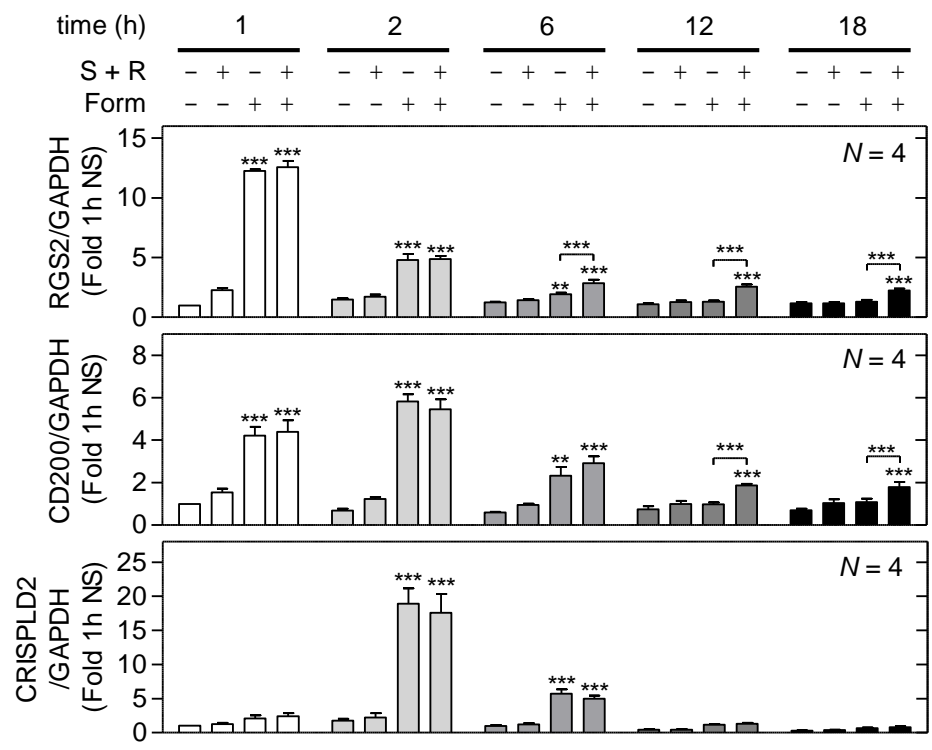 time (h) 1 2 6 12 18
S + R − + − + − + − + − + − + − + − + − + − +
Form − − + + − − + + − − + + − − + + − − + +
RGS2/GAPDH
(Fold 1h NS)
15
10
5
0
N = 4
*** *** *** *** ** *** *** *** *** *** ***
CD200/GAPDH
(Fold 1h NS)
8
6
4
2
0
N = 4
*** *** *** *** ** *** *** *** *** ***
CRISPLD2
/GAPDH
(Fold 1h NS)
25
20
15
10
5
0
N = 4
*** *** *** ***